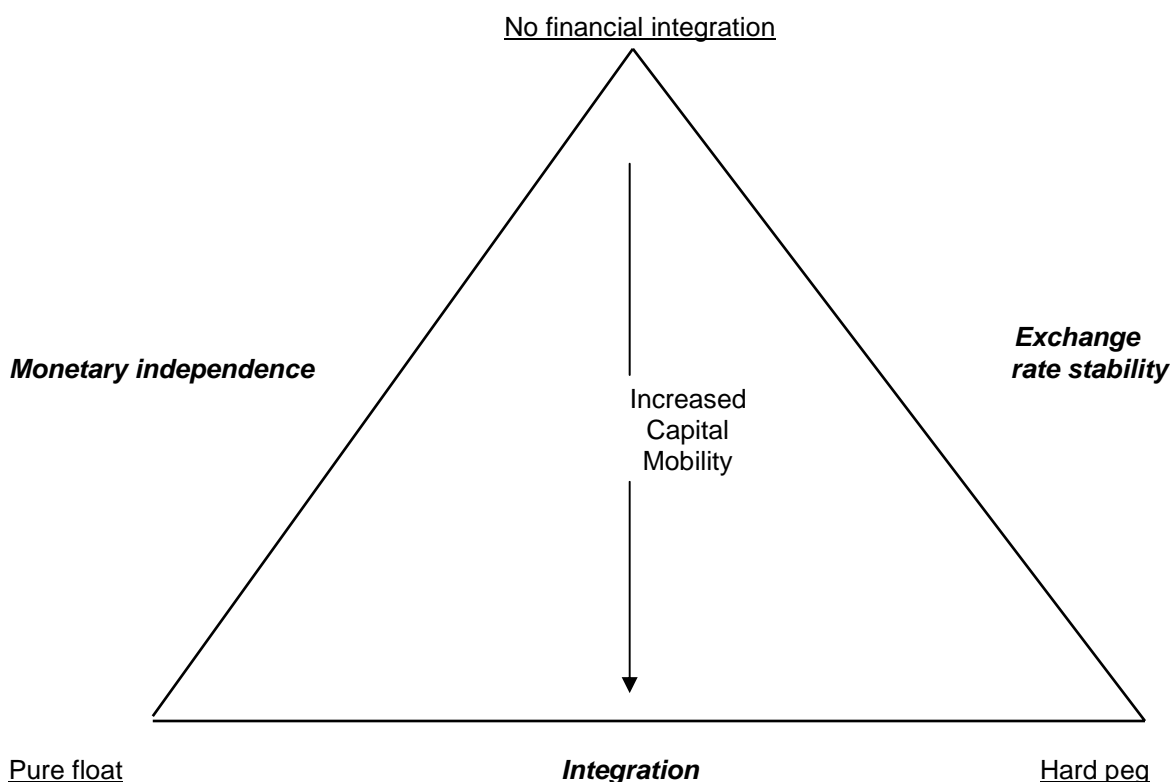 No financial integration
Monetary independence
Exchange
rate stability
Increased
Capital
Mobility
Pure float
Integration
Hard peg